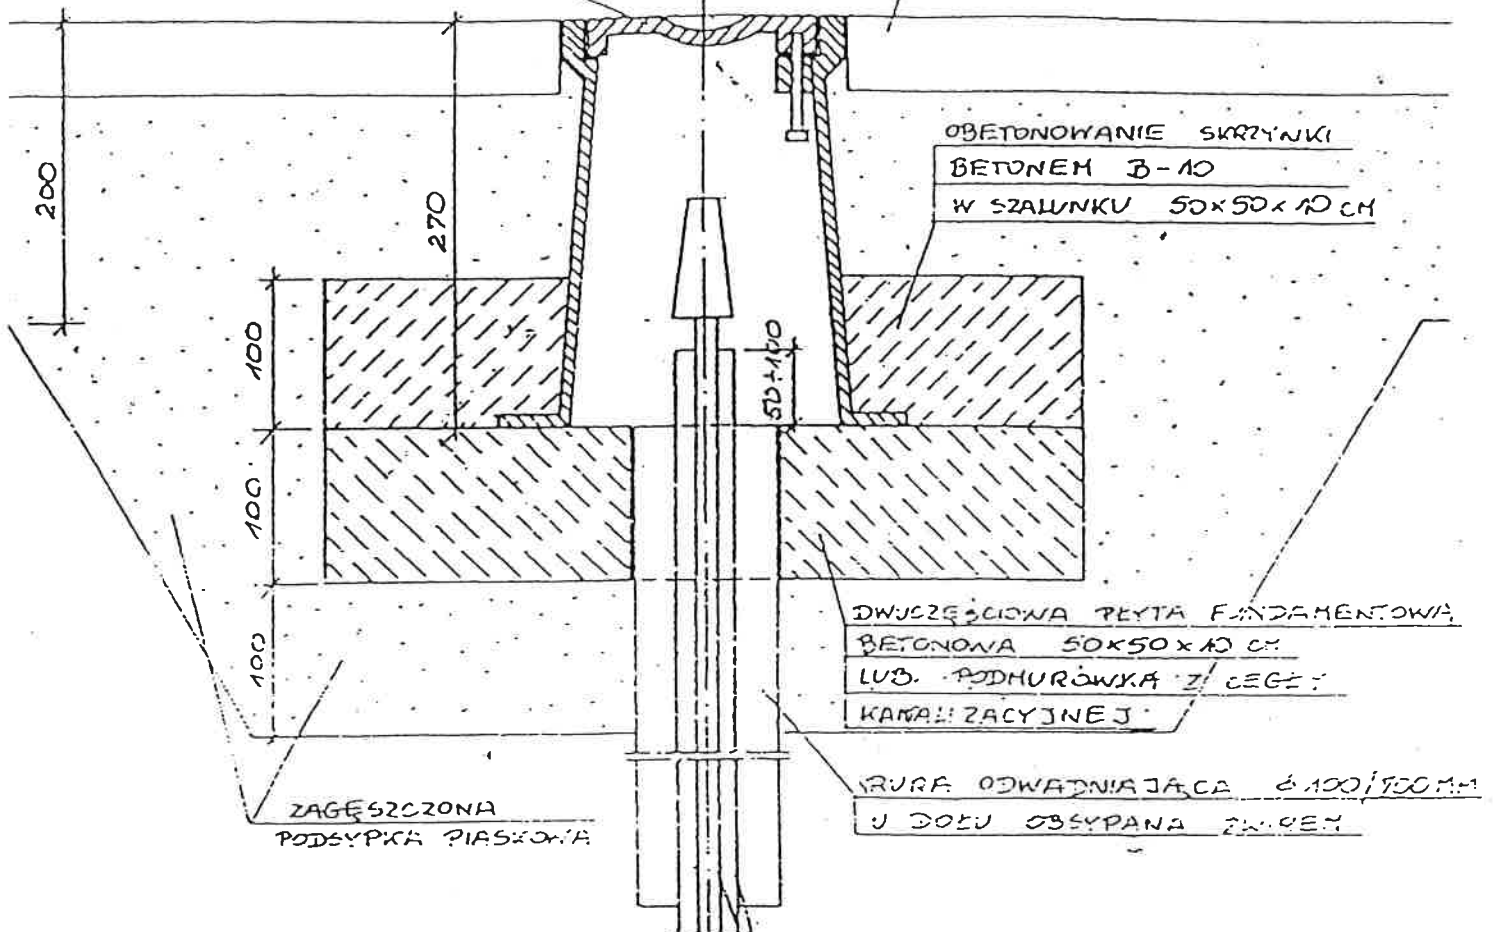 OBETONOWANIE SKRZYNKI
BETONEM B-10
W SZALUNKU 50x50x10 CM
200
270
100
50÷100
100
100
DWUCZĘŚCIOWA PŁYTA FUNDAMENTOWA
BETONOWA 50x50x10 CM
LUB PODMURÓWKA Z CEGŁY
KANALIZACYJNEJ
ZAGĘSZCZONA
PODSYPKA PIASKOWA
RURA ODWADNIAJĄCA
U DOŁU OBSYPANA ŻWIREM